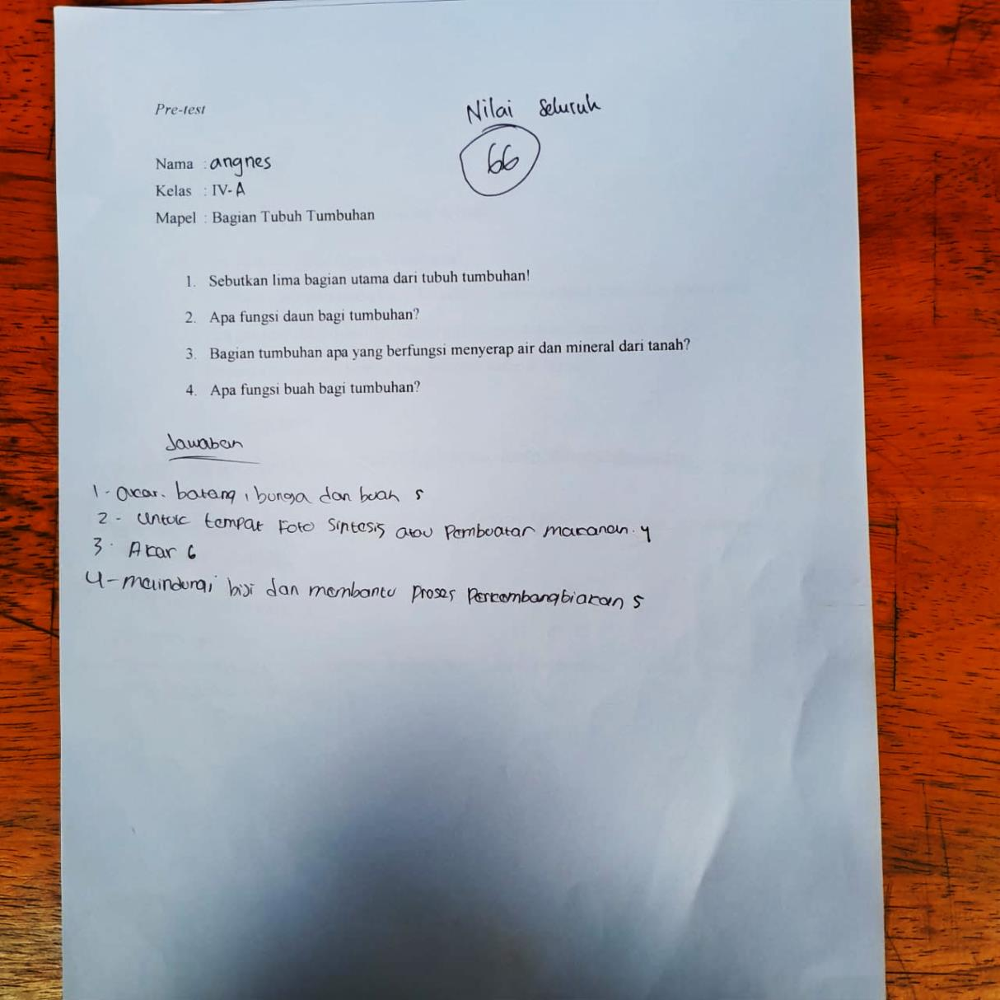 Pre-test
Nilai Seluruh
66
Nama : angnes
Kelas : IV-A
Mapel : Bagian Tubuh Tumbuhan
1. Sebutkan lima bagian utama dari tubuh tumbuhan!
2. Apa fungsi daun bagi tumbuhan?
3. Bagian tumbuhan apa yang berfungsi menyerap air dan mineral dari tanah?
4. Apa fungsi buah bagi tumbuhan?
Jawaban
1 - akar. batang, bunga dan buah 5
2 - Untuk tempat Foto Sintesis atau Pembuatan makanan. 4
3. Akar 6
4 - melindungi biji dan membantu Proses Perkembangbiakan 5